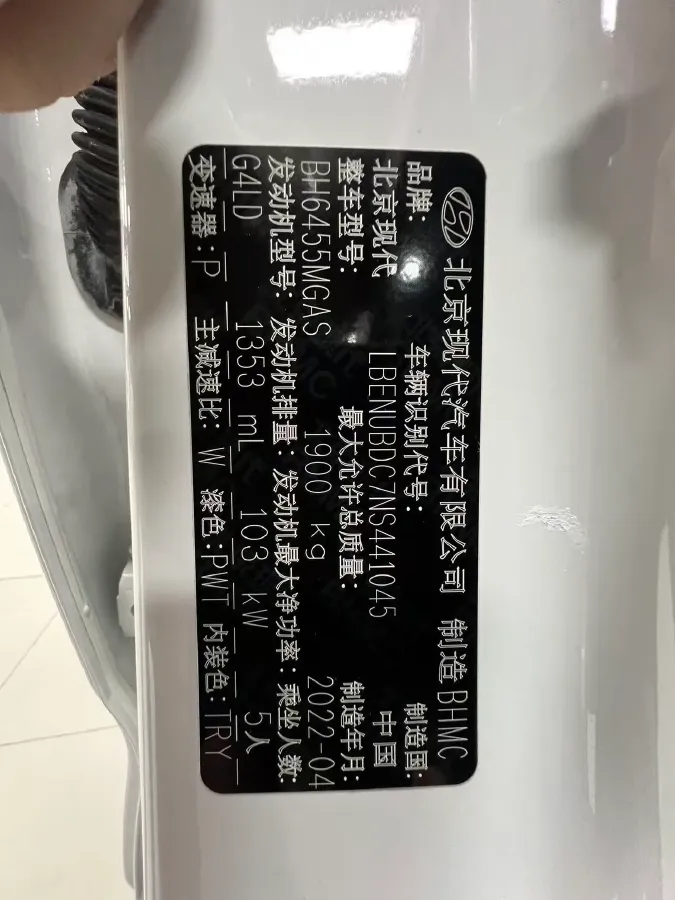 北京现代汽车有限公司 制造 BHMC
品牌: 车辆识别代号: 制造国:
北京现代 LBENUBDC7NS441045 中国
整车型号: 最大允许总质量: 制造年月:
BH6455MGAS 1900 kg 2022-04
发动机型号: 发动机排量: 发动机最大净功率: 乘坐人数:
G4LD 1353 mL 103 kW 5人
变速器: P 主减速比: W 漆色: PWT 内装色: TRY